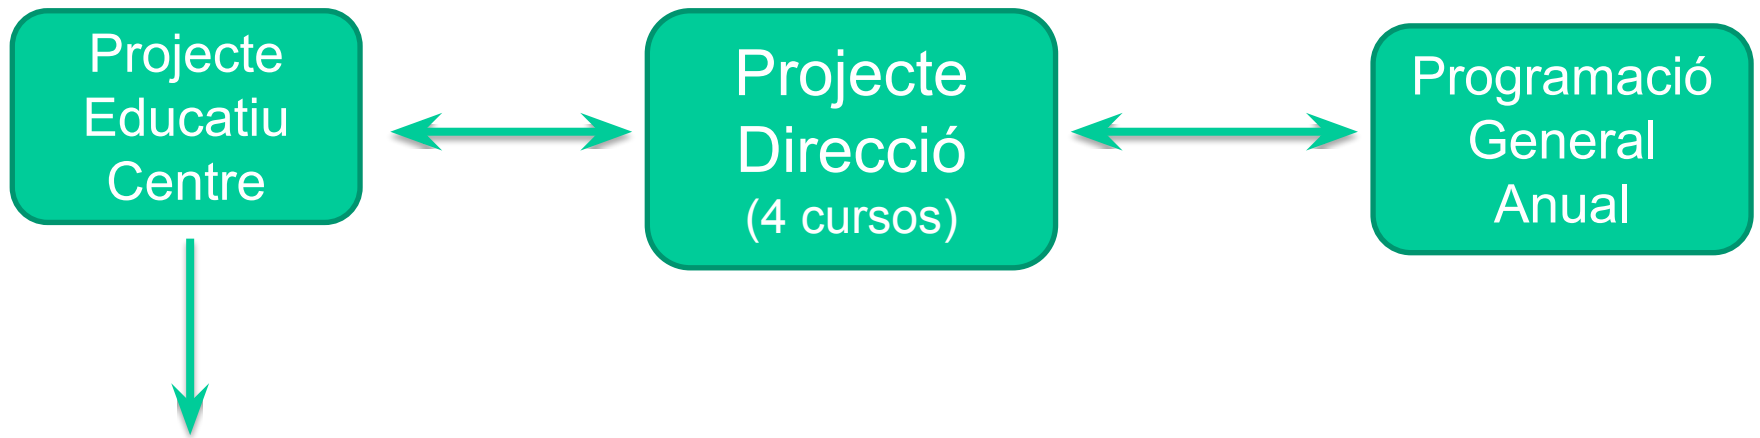 Projecte
Educatiu
Centre
Projecte
Direcció
(4 cursos)
Programació
General
Anual